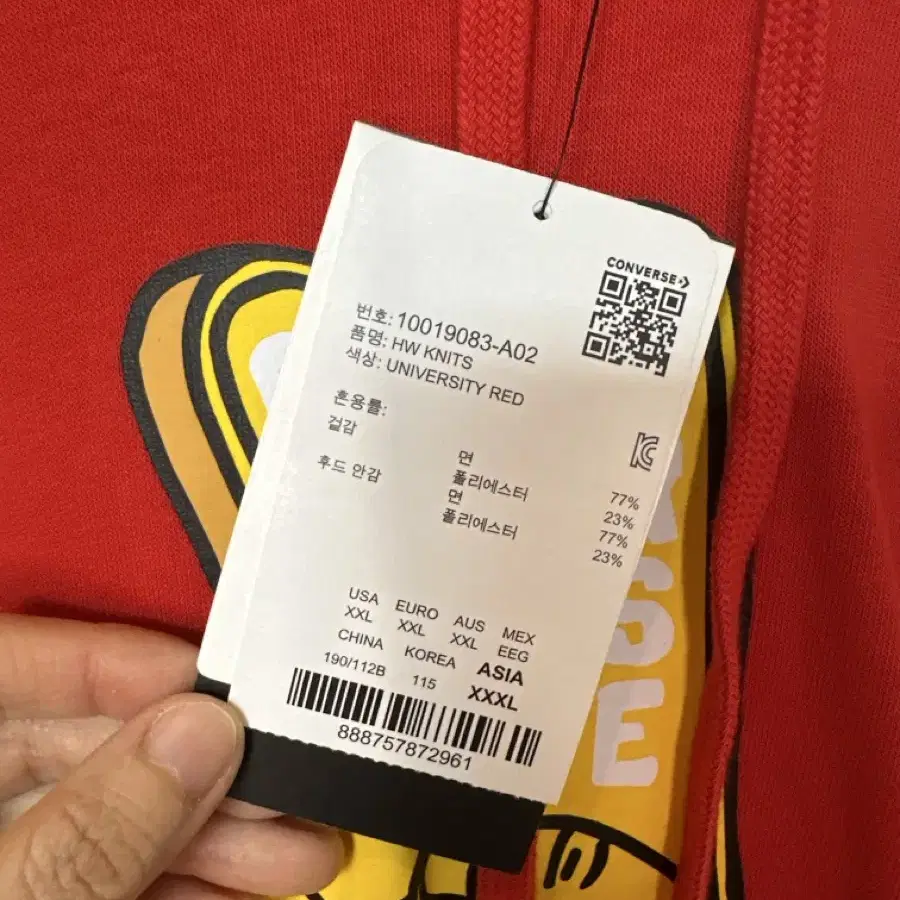 CONVERSE
번호: 10019083-A02
품명: HW KNITS
색상: UNIVERSITY RED
혼용률:
걸감
면 77%
폴리에스터 23%
후드 안감
면 77%
폴리에스터 23%
USA EURO AUS MEX
XXL XXL XXL EEG
CHINA KOREA ASIA
190/112B 115 XXXL
888757872961
SE